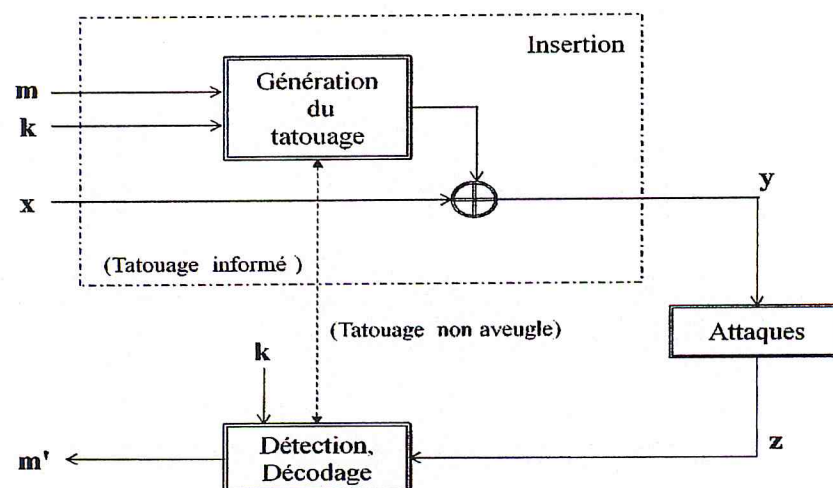 Insertion
m
Génération
du
tatouage
k
x
y
(Tatouage informé )
(Tatouage non aveugle)
Attaques
k
z
m'
Détection,
Décodage